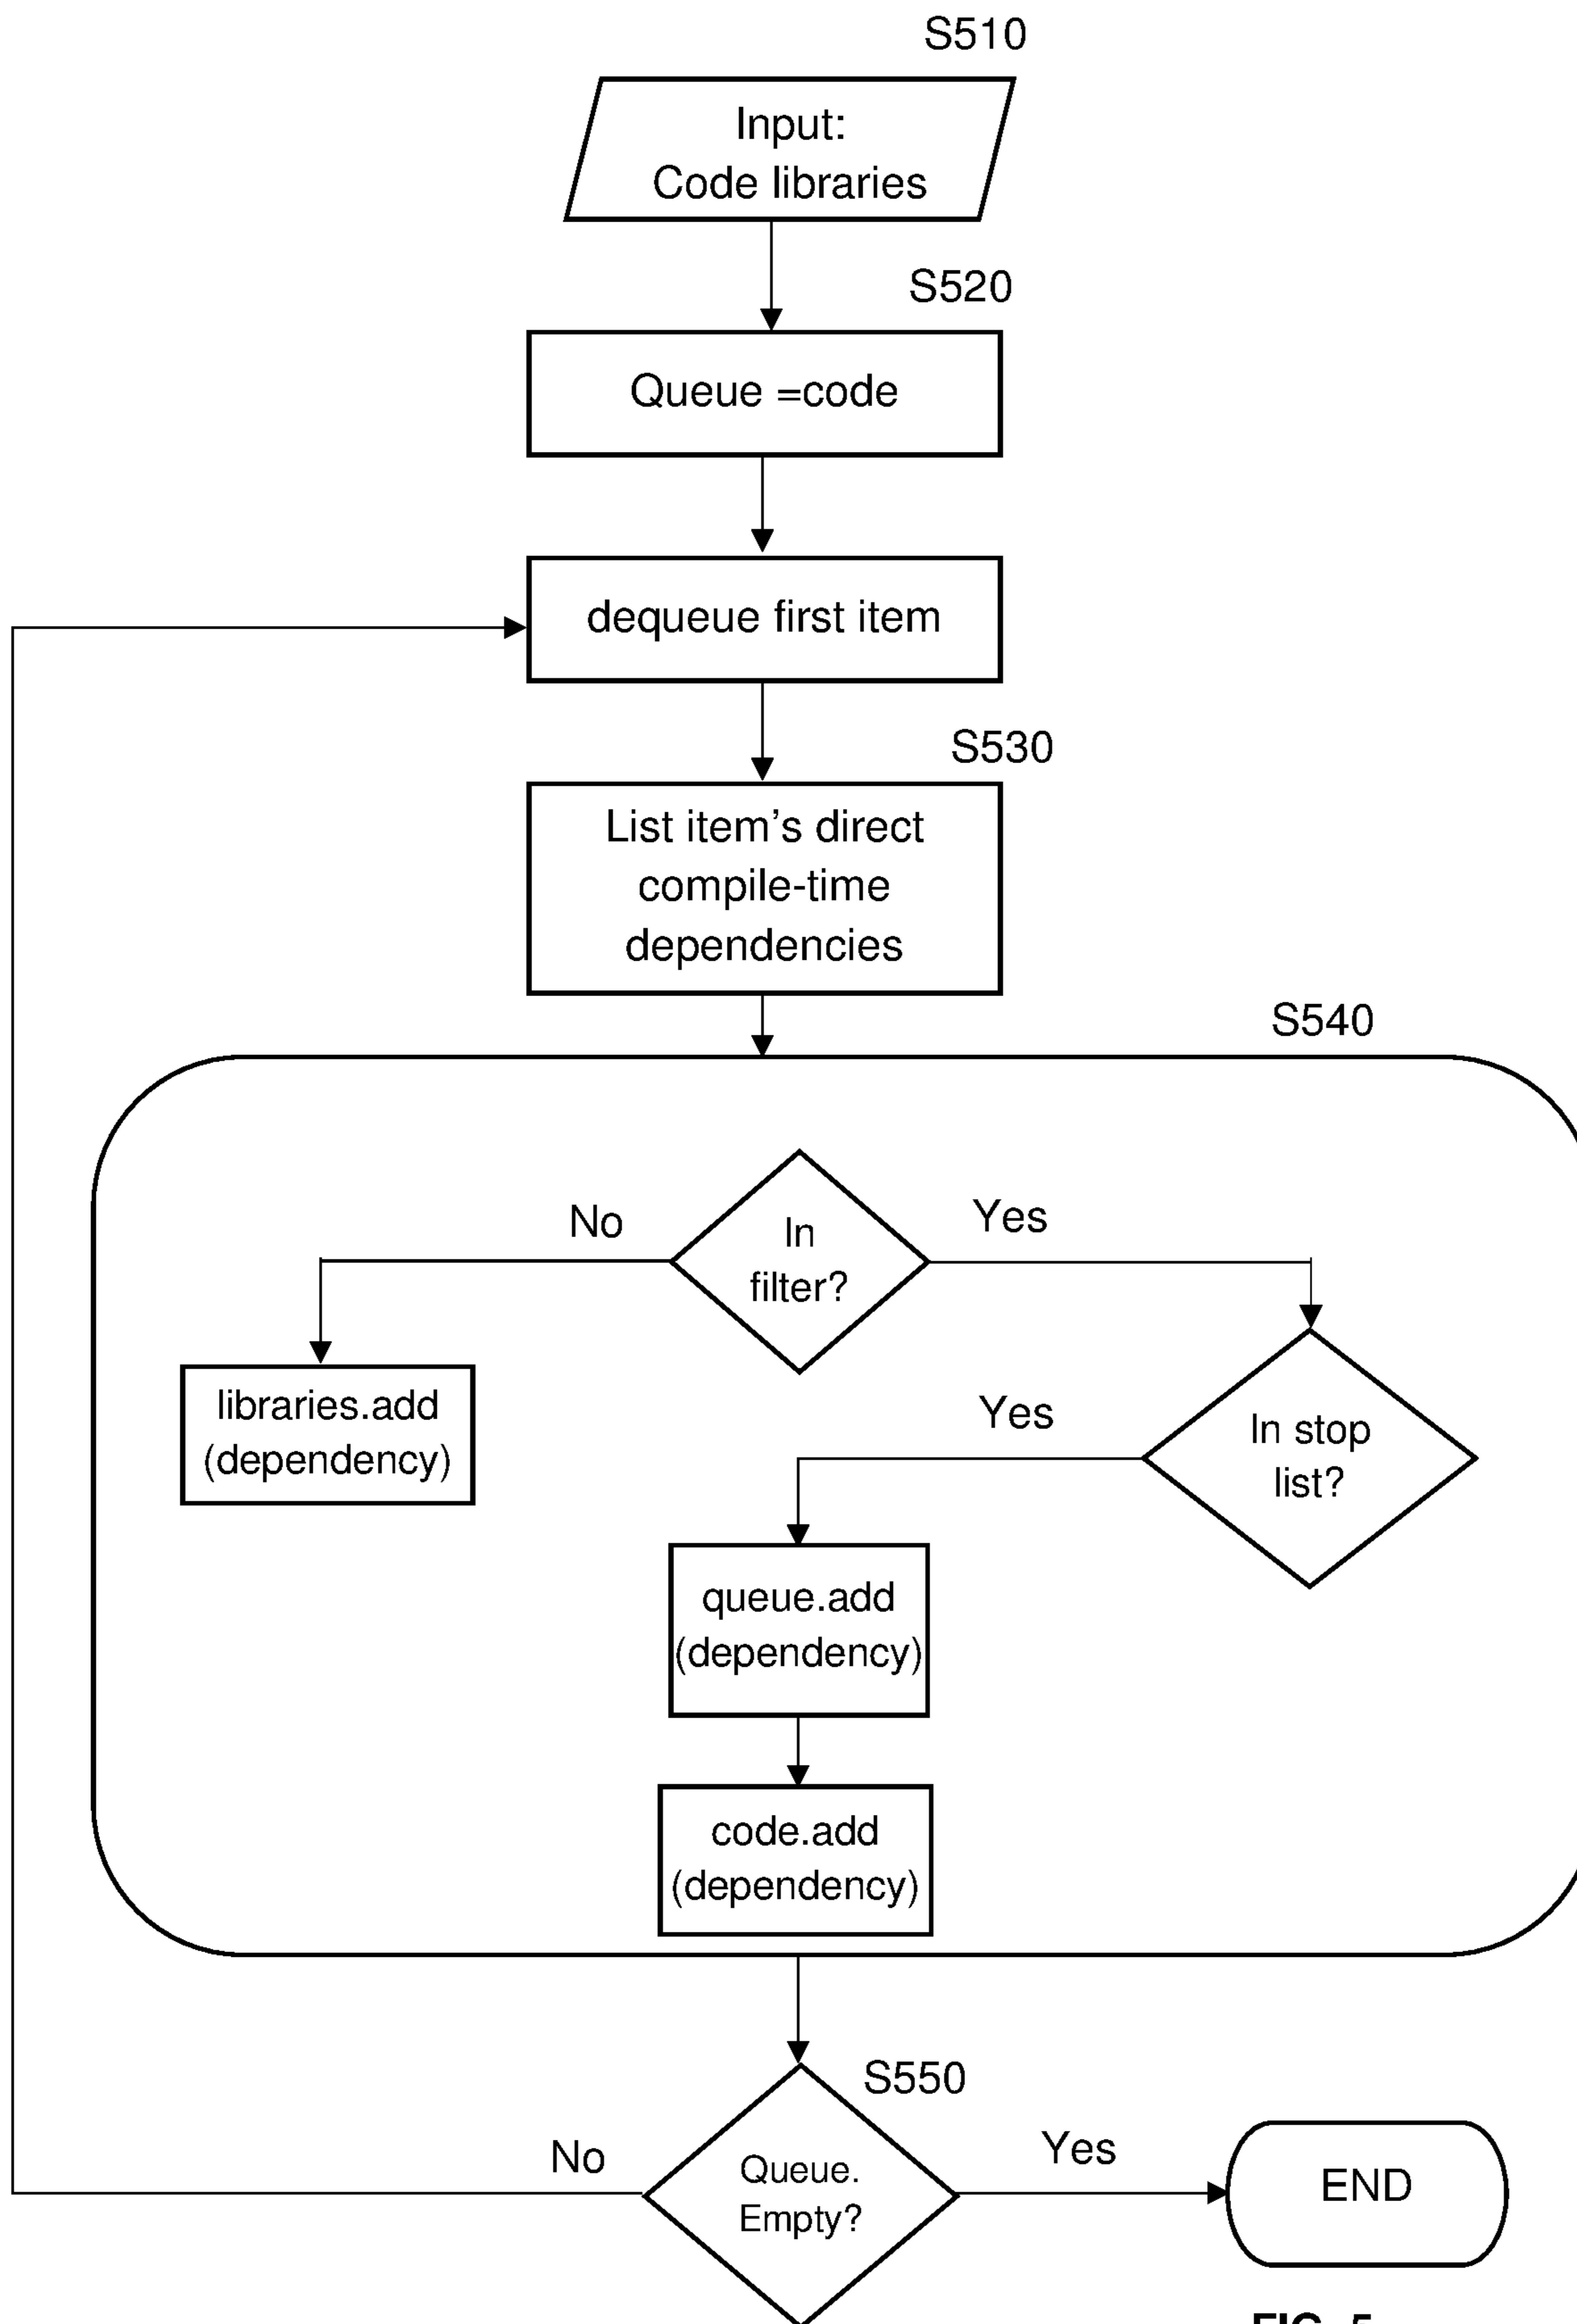 S510
Input:
Code libraries
S520
Queue =code
dequeue first item
S530
List item's direct
compile-time
dependencies
S540
No
In
filter?
Yes
libraries.add
(dependency)
Yes
In stop
list?
queue.add
(dependency)
code.add
(dependency)
S550
No
Queue.
Empty?
Yes
END
FIG. 5